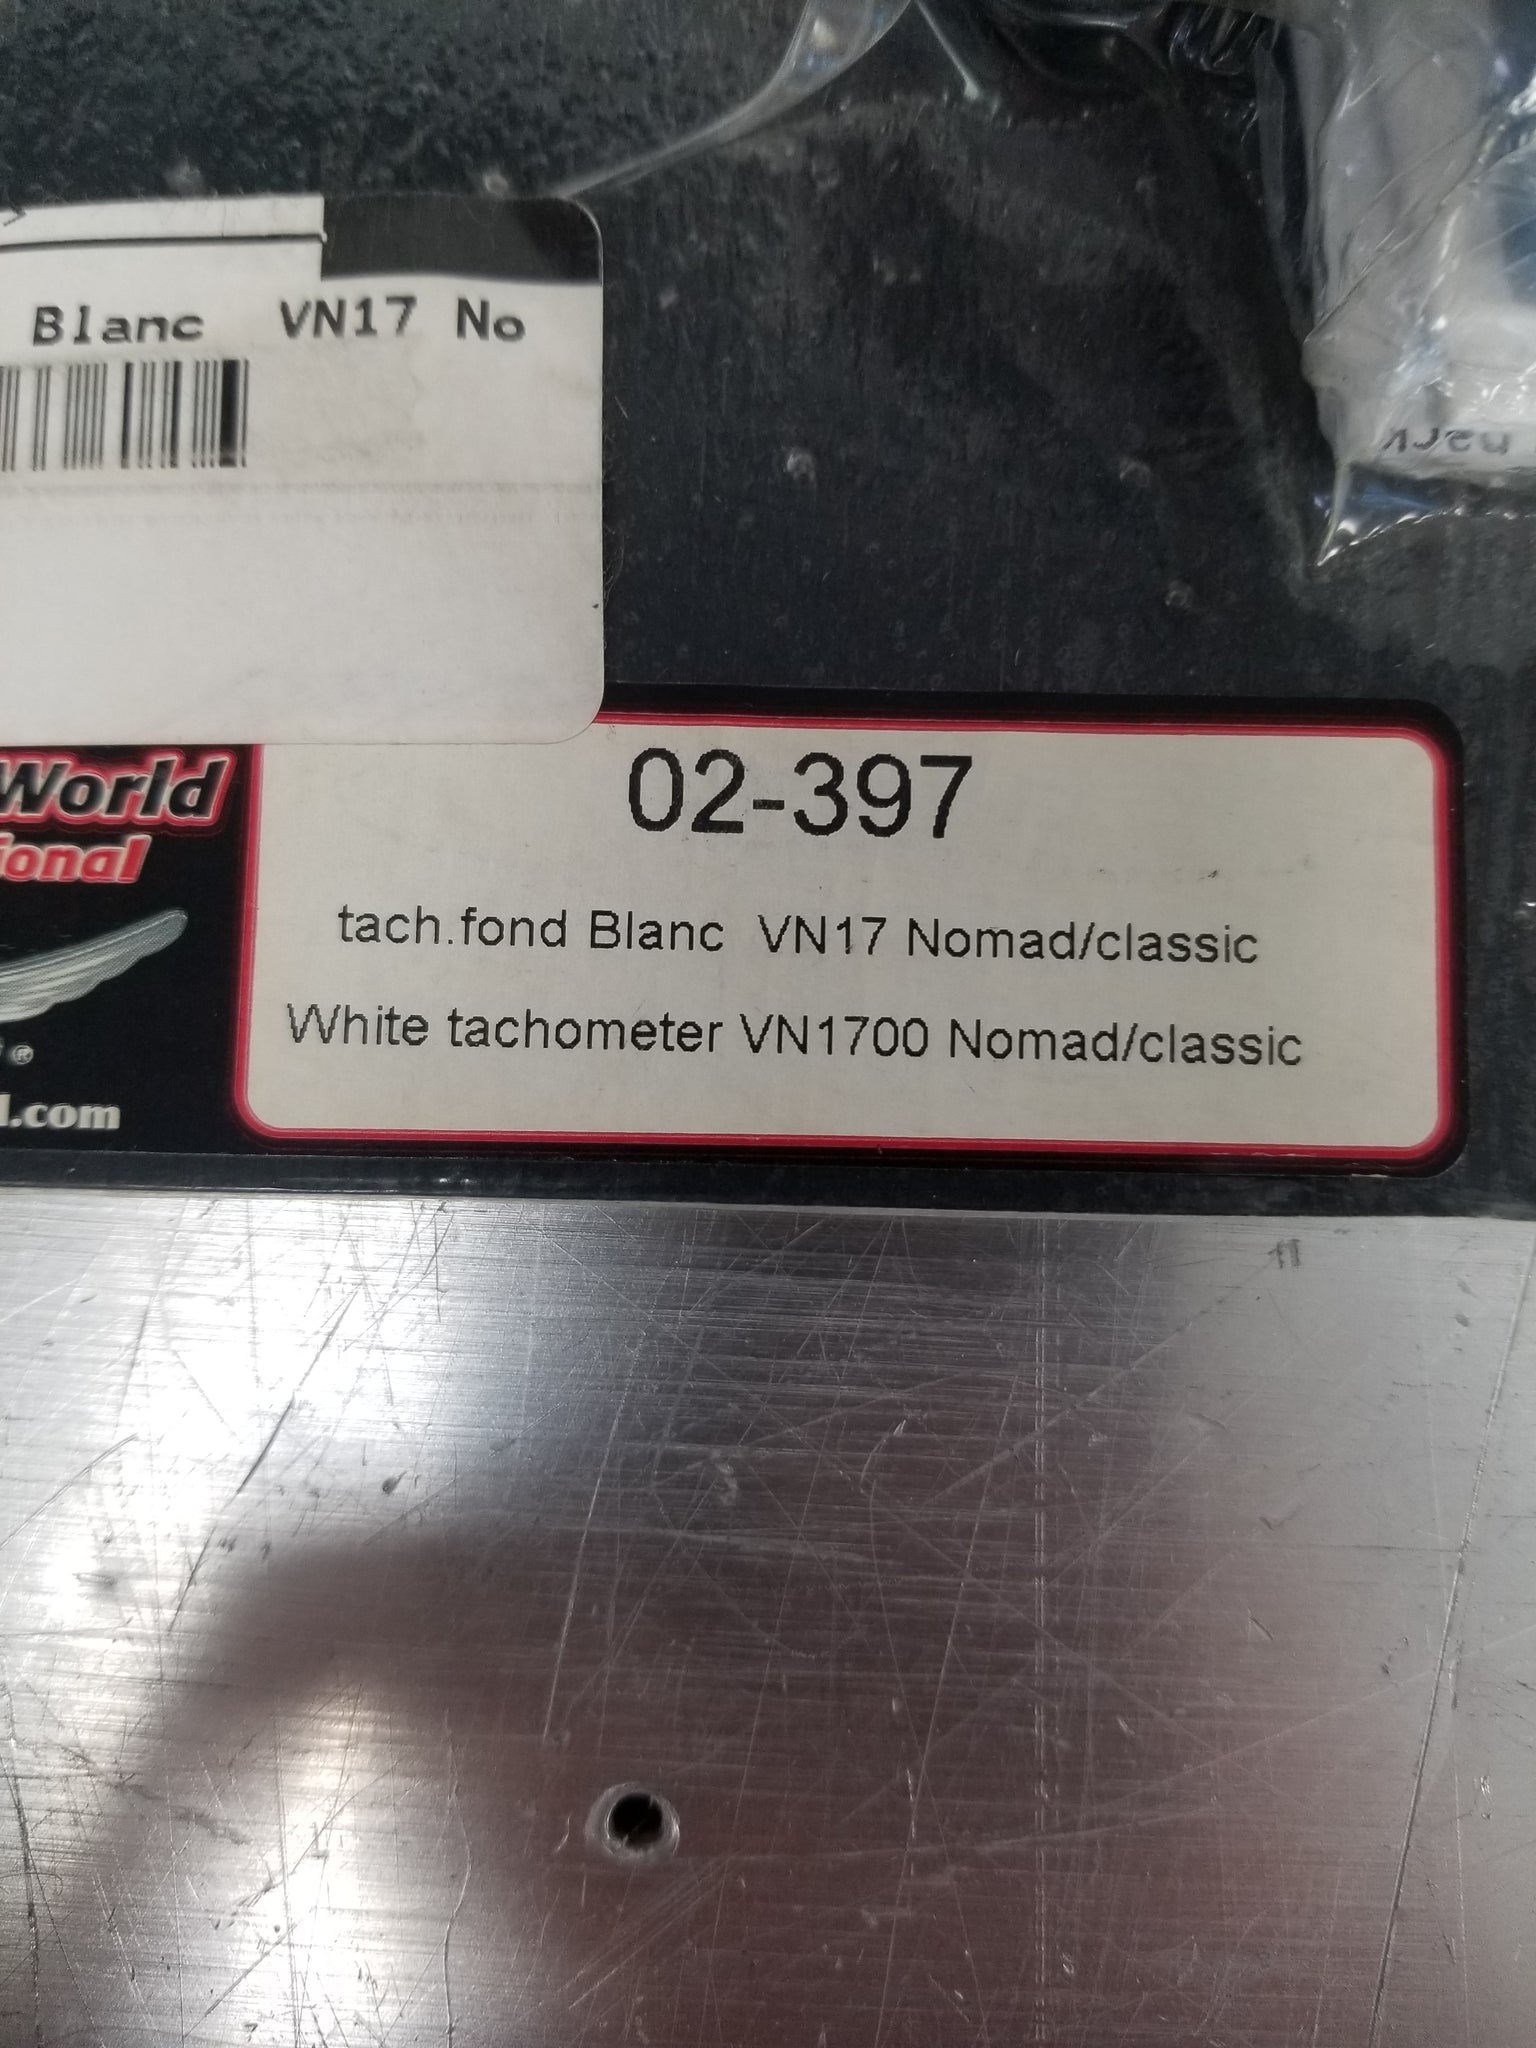 Blanc VN17 No
pack
World
ional
®
l.com
02-397
tach.fond Blanc VN17 Nomad/classic
White tachometer VN1700 Nomad/classic